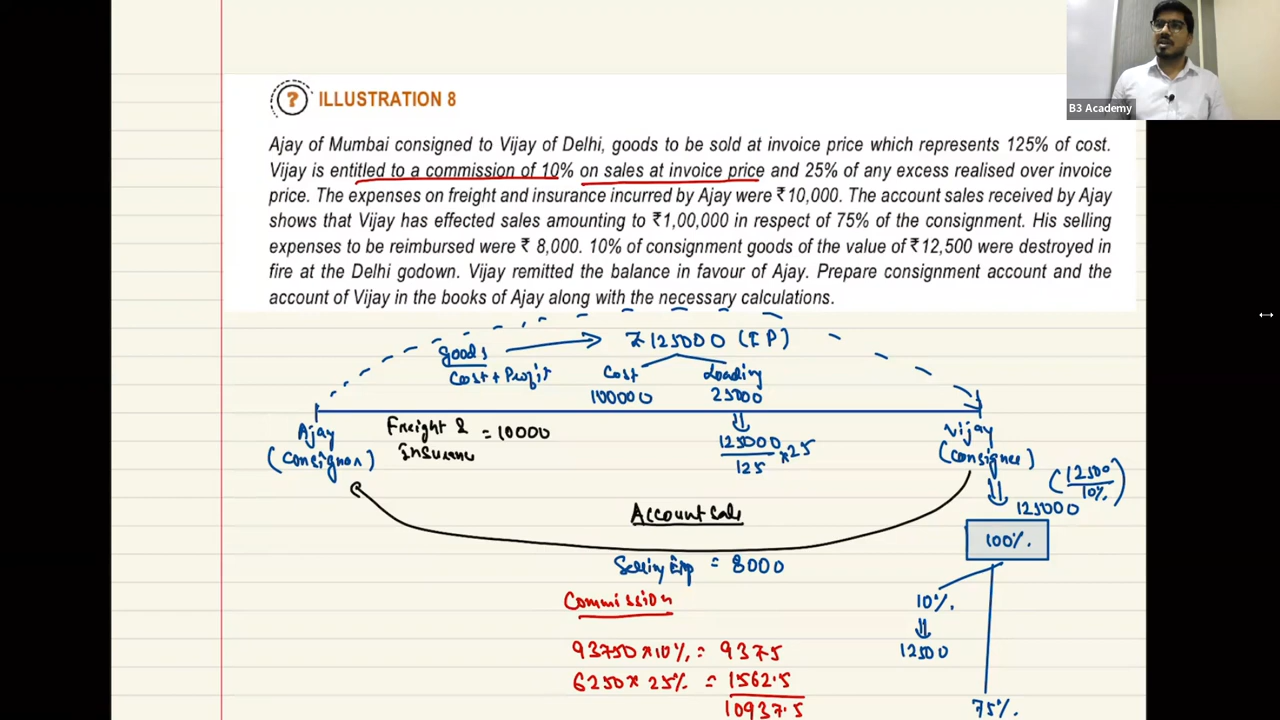 B3 Academy
? ILLUSTRATION 8
Ajay of Mumbai consigned to Vijay of Delhi, goods to be sold at invoice price which represents 125% of cost.
Vijay is entitled to a commission of 10% on sales at invoice price and 25% of any excess realised over invoice
price. The expenses on freight and insurance incurred by Ajay were ₹10,000. The account sales received by Ajay
shows that Vijay has effected sales amounting to ₹1,00,000 in respect of 75% of the consignment. His selling
expenses to be reimbursed were ₹ 8,000. 10% of consignment goods of the value of ₹12,500 were destroyed in
fire at the Delhi godown. Vijay remitted the balance in favour of Ajay. Prepare consignment account and the
account of Vijay in the books of Ajay along with the necessary calculations.
goods
Cost + Profit
₹125000 (IP)
Cost
100000
Loading
25000
125000
125
×25
Ajay
(Consignor)
Freight &
Insuranc
= 10000
Vijay
(Consignee)
(12500
10%)
125000
100%.
Account Sale
Selling Exp = 8000
Commission
93750 × 10% = 9375
6250 × 25% = 1562.5
10937.5
10%.
12500
75%.